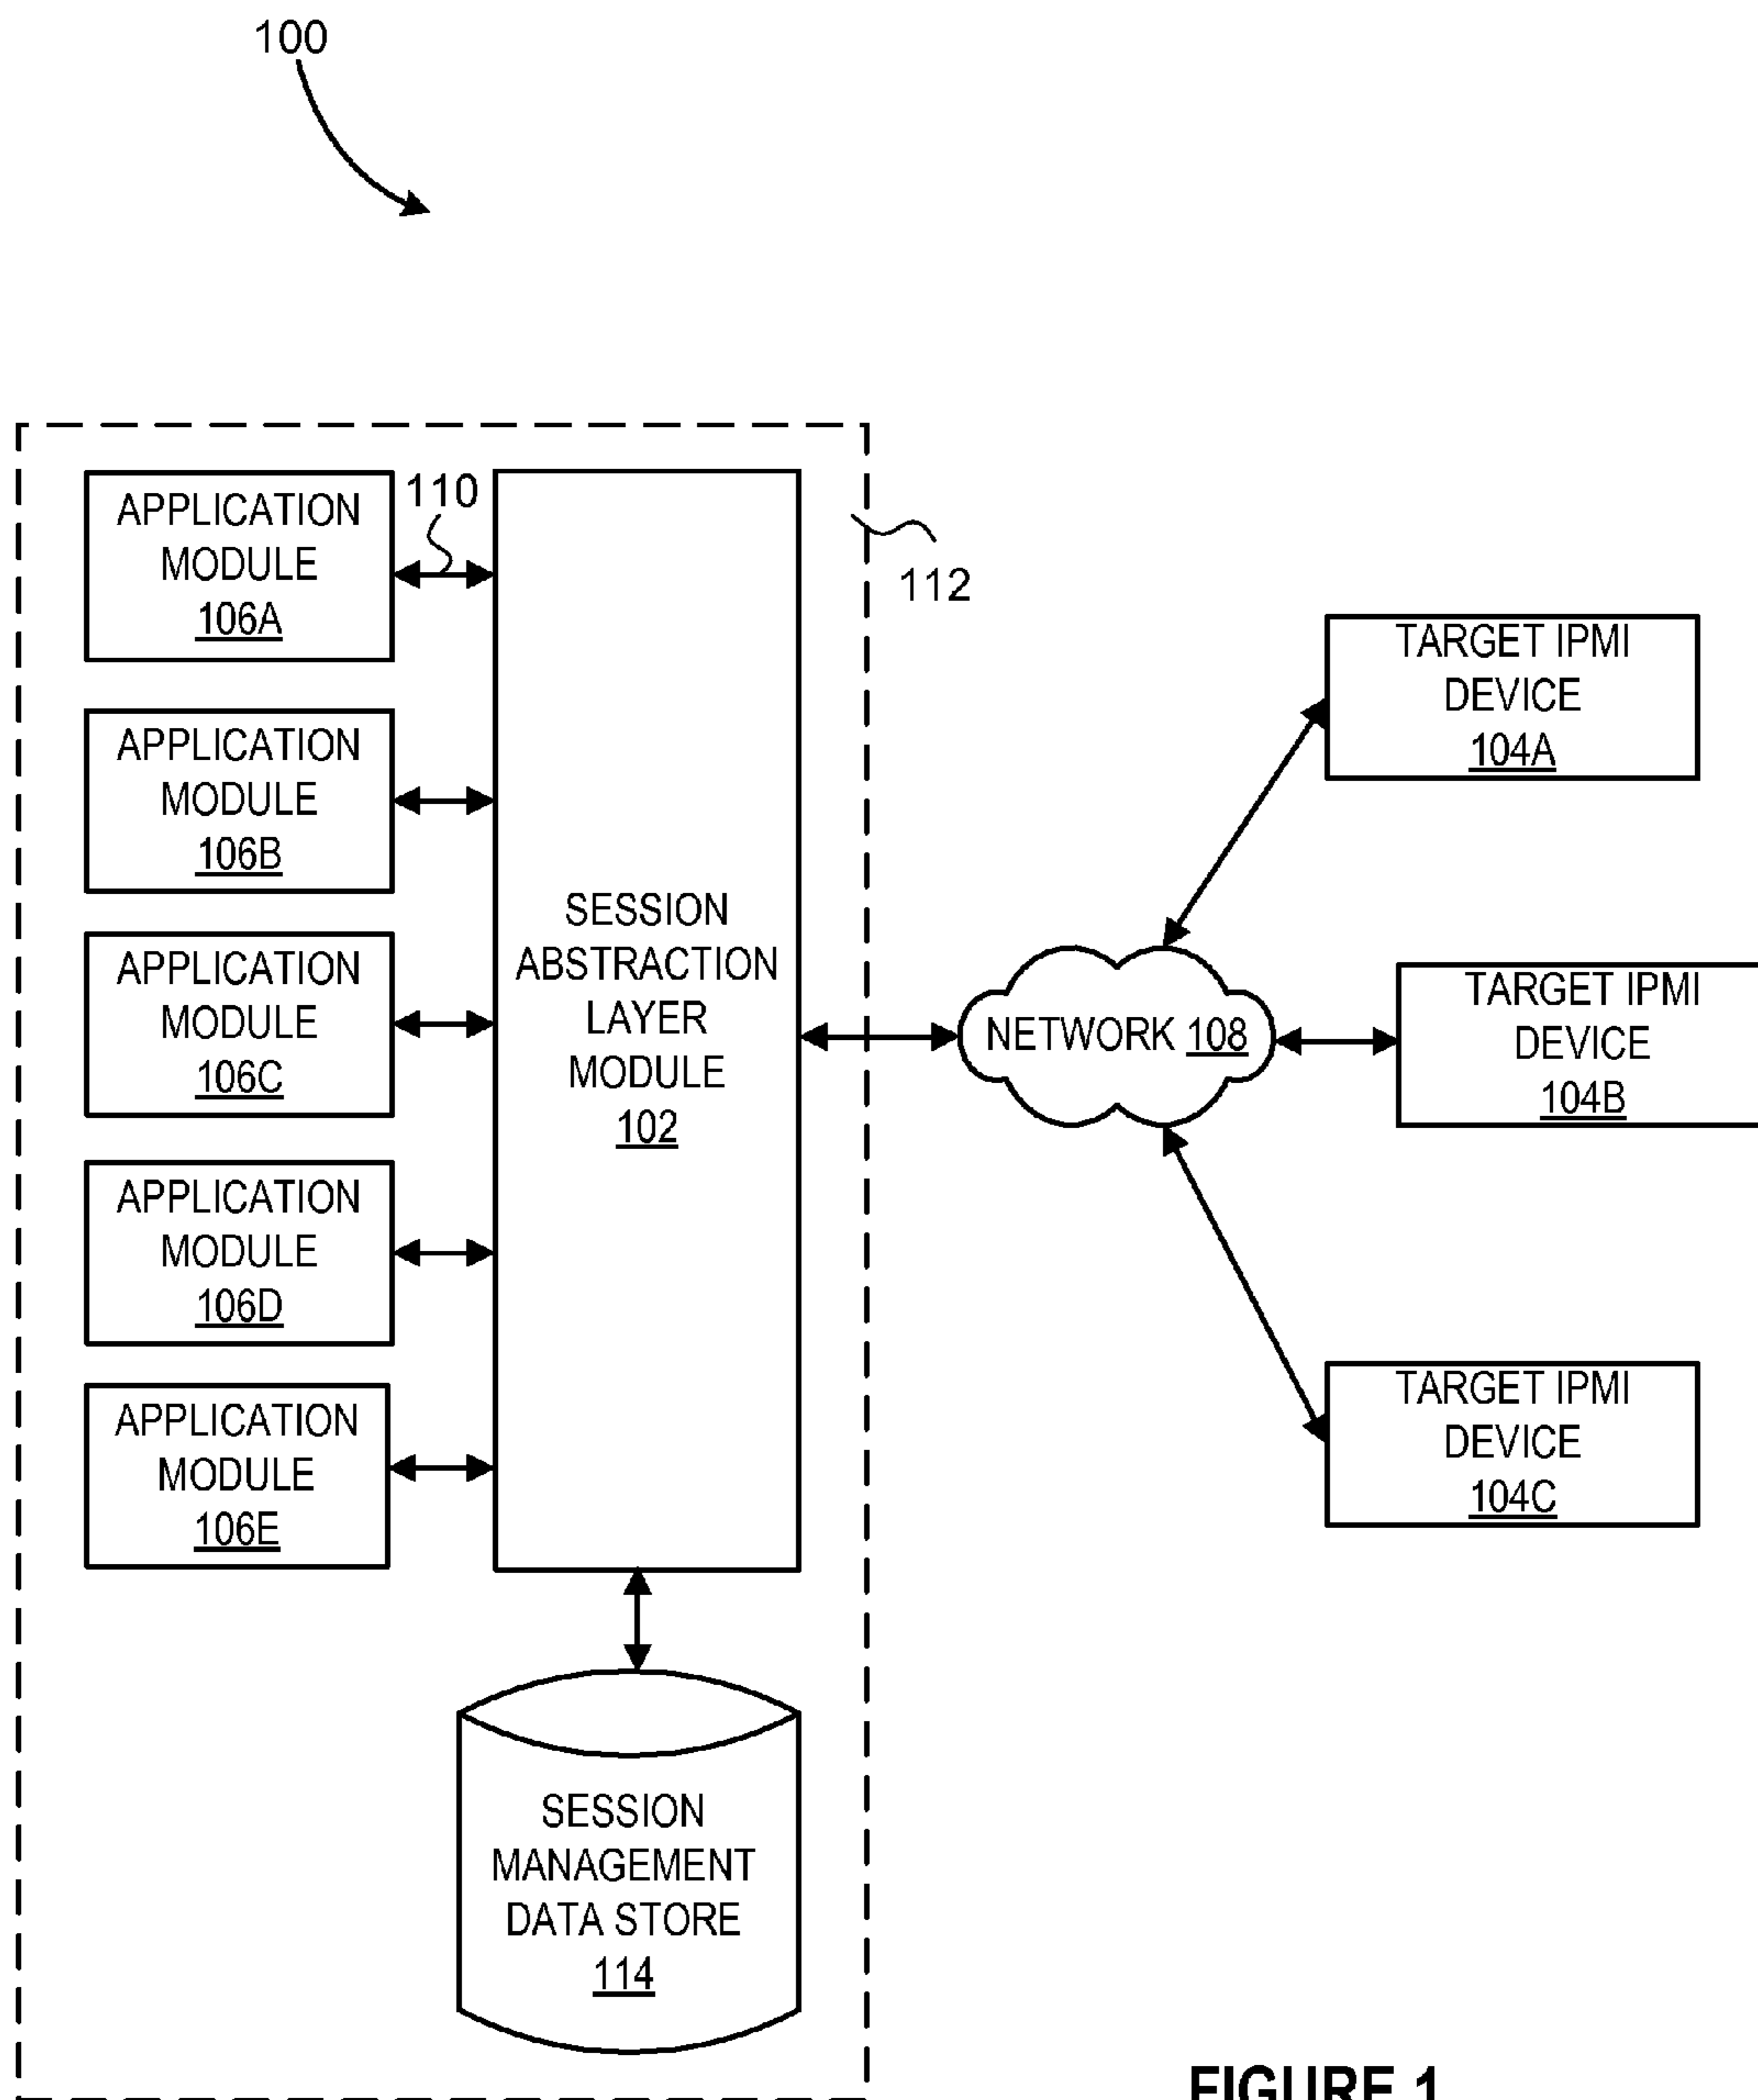 100
APPLICATION
MODULE
106A
110
112
APPLICATION
MODULE
106B
APPLICATION
MODULE
106C
APPLICATION
MODULE
106D
APPLICATION
MODULE
106E
SESSION
ABSTRACTION
LAYER
MODULE
102
NETWORK 108
TARGET IPMI
DEVICE
104A
TARGET IPMI
DEVICE
104B
TARGET IPMI
DEVICE
104C
SESSION
MANAGEMENT
DATA STORE
114
FIGURE 1